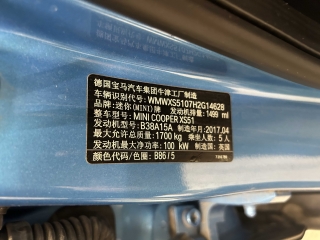 德国宝马汽车集团牛津工厂制造
车辆识别代号: WMWXS5107H2G14628
品牌:迷你(MINI)牌 发动机排量:1499 ml
整车型号: MINI COOPER XS51
发动机型号: B38A15A 制造年月:2017.04
最大允许总质量:1700 kg 乘坐人数: 5 人
发动机最大净功率: 100 kW 制造国: 英国
颜色代码/色圈: B86 / 5